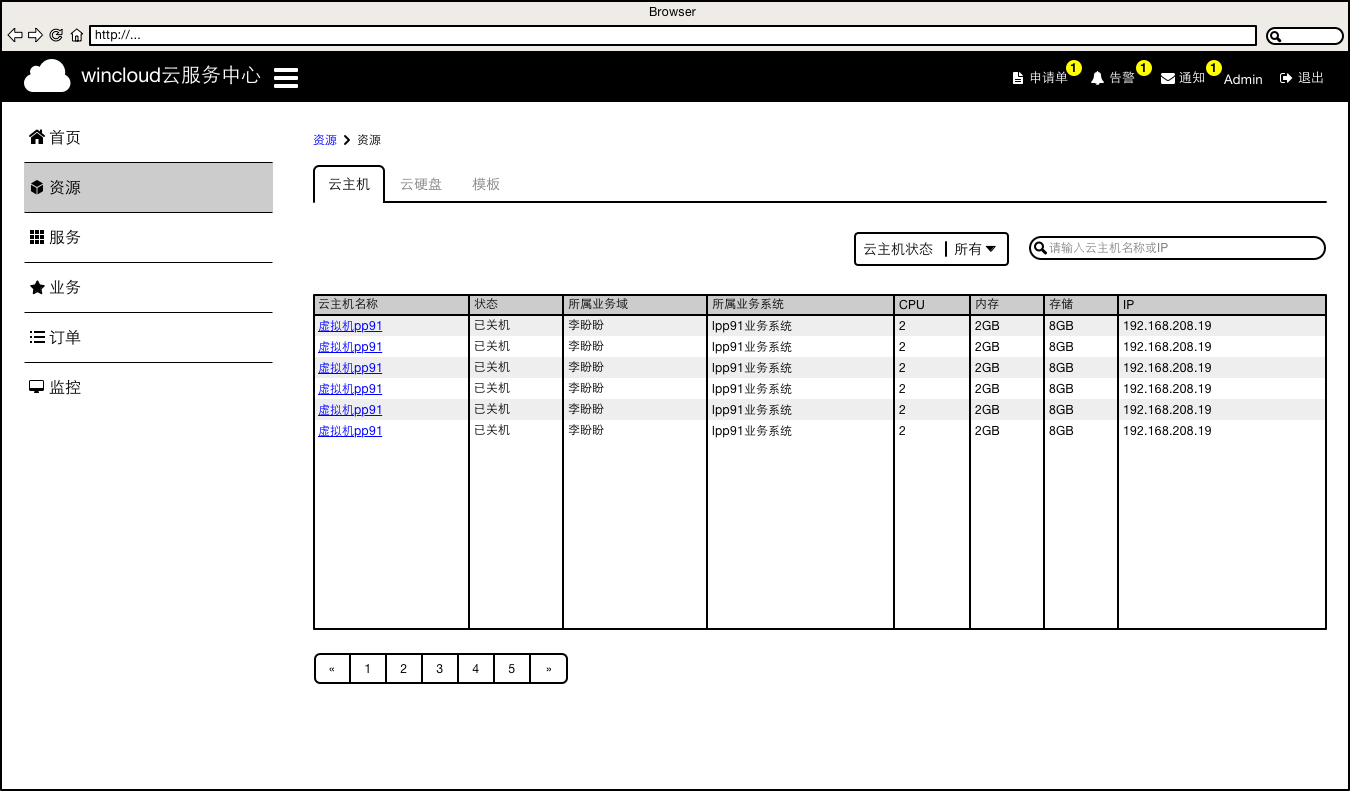 Browser
http://...
wincloud云服务中心 申请单 1 告警 1 通知 1 Admin 退出
首页
资源
服务
业务
订单
监控
资源 资源
云主机 云硬盘 模板
云主机状态 所有 请输入云主机名称或IP
云主机名称 状态 所属业务域 所属业务系统 CPU 内存 存储 IP
虚拟机pp91 已关机 李盼盼 lpp91业务系统 2 2GB 8GB 192.168.208.19
虚拟机pp91 已关机 李盼盼 lpp91业务系统 2 2GB 8GB 192.168.208.19
虚拟机pp91 已关机 李盼盼 lpp91业务系统 2 2GB 8GB 192.168.208.19
虚拟机pp91 已关机 李盼盼 lpp91业务系统 2 2GB 8GB 192.168.208.19
虚拟机pp91 已关机 李盼盼 lpp91业务系统 2 2GB 8GB 192.168.208.19
虚拟机pp91 已关机 李盼盼 lpp91业务系统 2 2GB 8GB 192.168.208.19
« 1 2 3 4 5 »